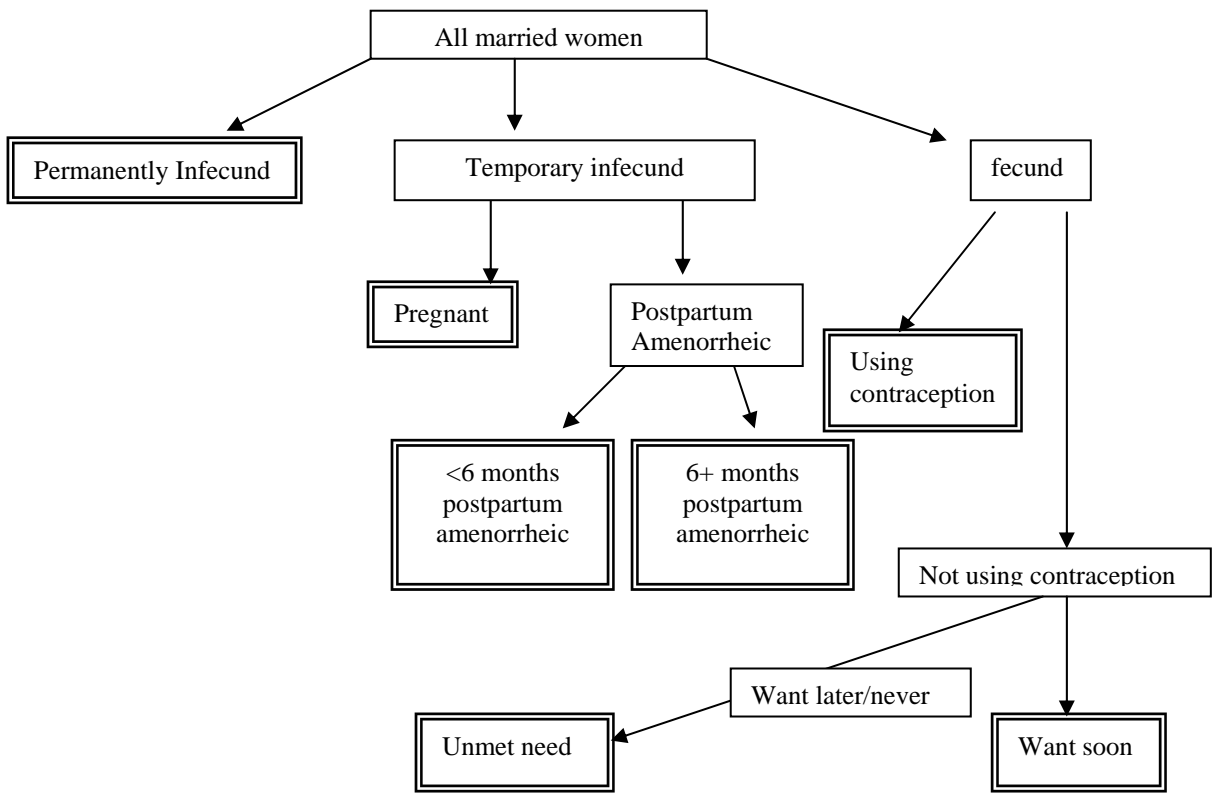 All married women
Permanently Infecund
Temporary infecund
fecund
Pregnant
Postpartum
Amenorrheic
Using
contraception
<6 months
postpartum
amenorrheic
6+ months
postpartum
amenorrheic
Not using contraception
Want later/never
Unmet need
Want soon